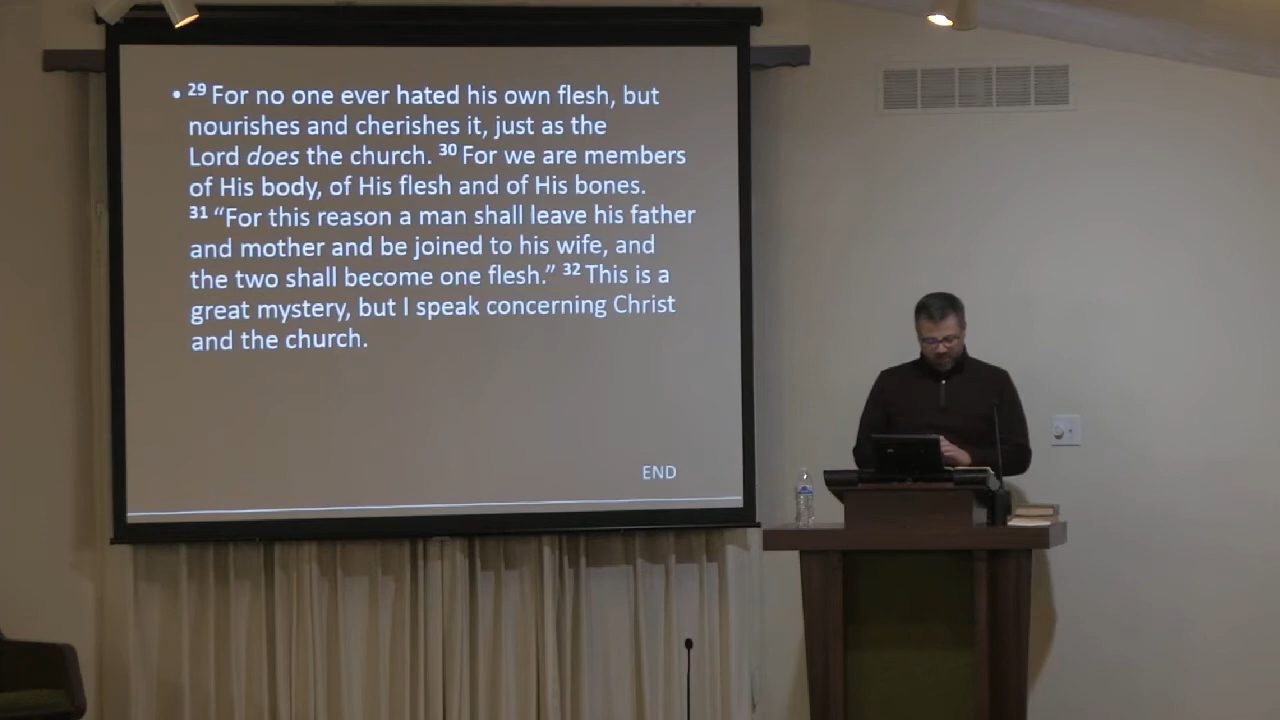 • 29 For no one ever hated his own flesh, but
nourishes and cherishes it, just as the
Lord does the church. 30 For we are members
of His body, of His flesh and of His bones.
31 “For this reason a man shall leave his father
and mother and be joined to his wife, and
the two shall become one flesh.” 32 This is a
great mystery, but I speak concerning Christ
and the church.
END